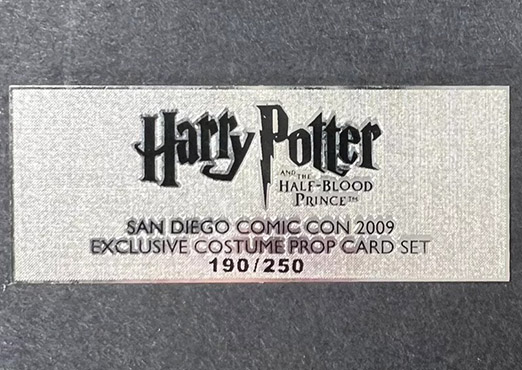 Harry Potter
AND THE
HALF-BLOOD
PRINCE™
SAN DIEGO COMIC CON 2009
EXCLUSIVE COSTUME PROP CARD SET
190/250